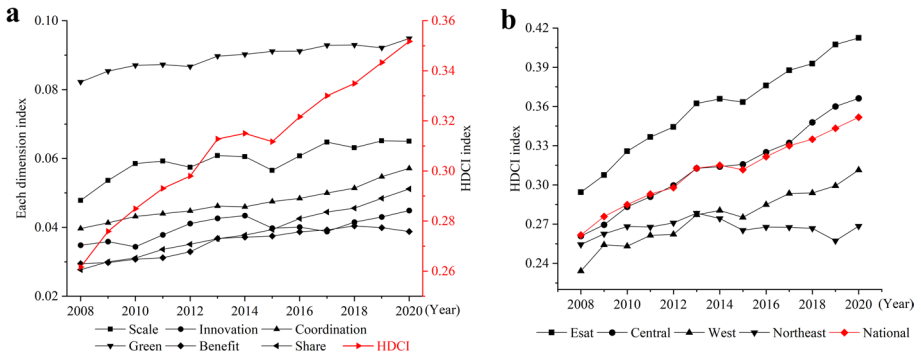 a
Each dimension index
0.10
0.08
0.06
0.04
0.02
0.36
0.34
0.32
0.30
0.28
0.26
HDCI index
2008 2010 2012 2014 2016 2018 2020 (Year)
Scale Innovation Coordination
Green Benefit Share HDCI
b
HDCI index
0.42
0.36
0.33
0.30
0.27
0.24
2008 2010 2012 2014 2016 2018 2020 (Year)
Esat Central West Northeast National